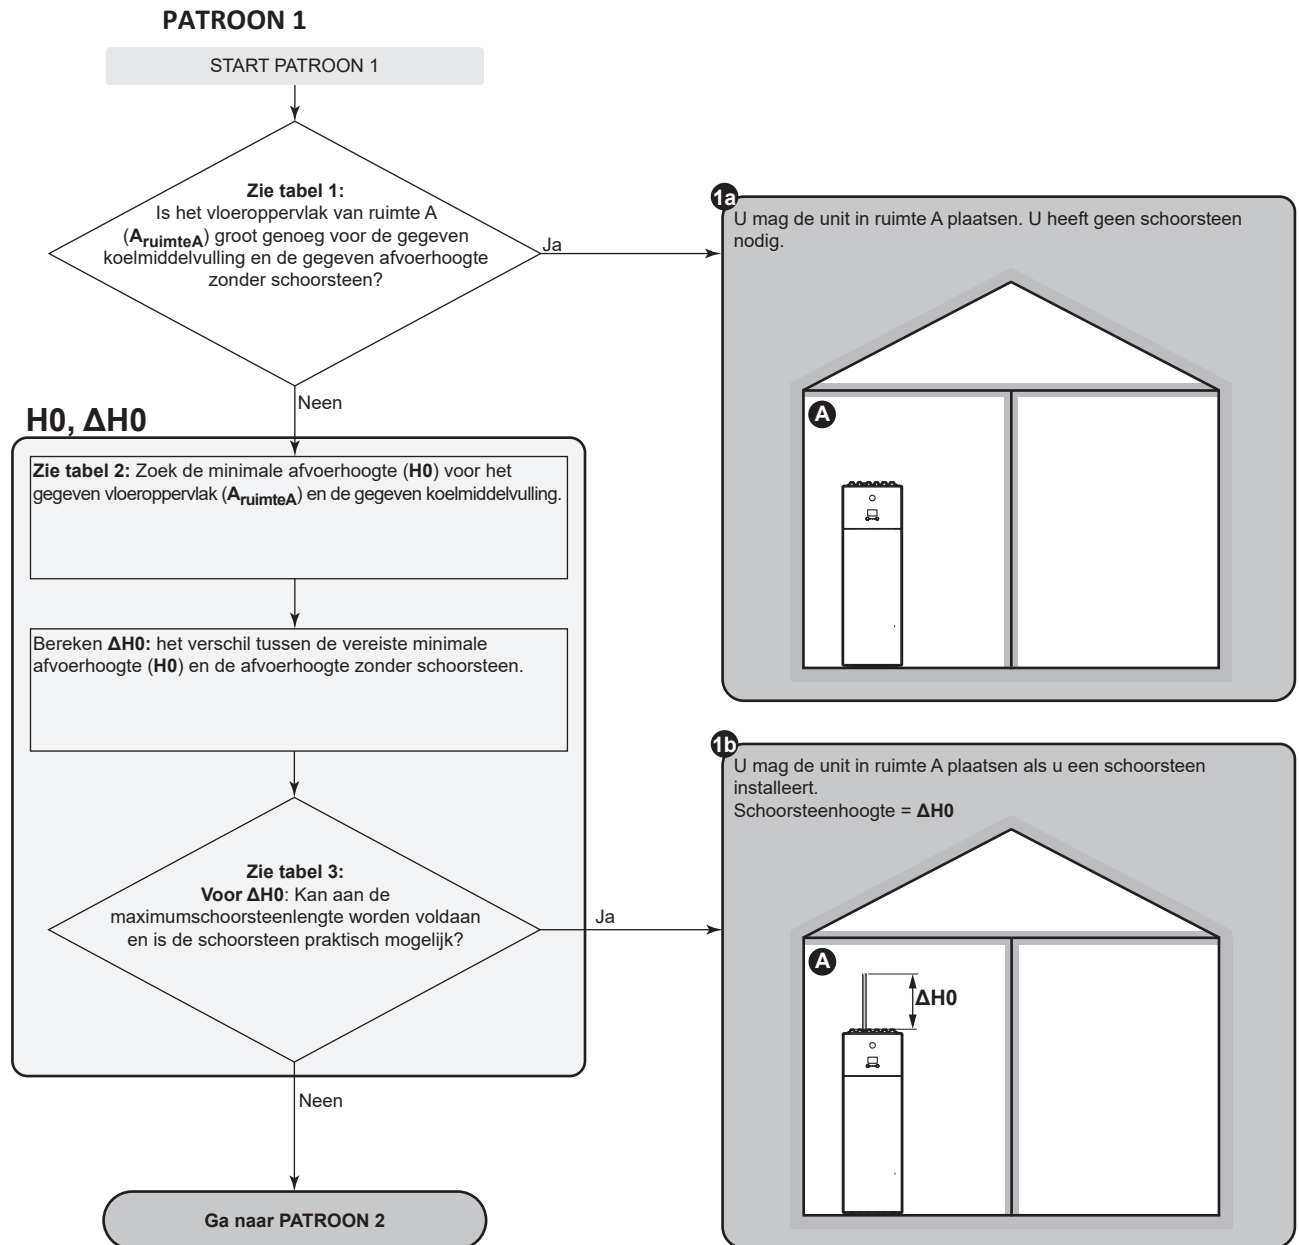 PATROON 1
START PATROON 1
Zie tabel 1:
Is het vloeroppervlak van ruimte A
(AruimteA) groot genoeg voor de gegeven
koelmiddelvulling en de gegeven afvoerhoogte
zonder schoorsteen?
Ja
Neen
1a
U mag de unit in ruimte A plaatsen. U heeft geen schoorsteen
nodig.
A
H0, ΔH0
Zie tabel 2: Zoek de minimale afvoerhoogte (H0) voor het
gegeven vloeroppervlak (AruimteA) en de gegeven koelmiddelvulling.
Bereken ΔH0: het verschil tussen de vereiste minimale
afvoerhoogte (H0) en de afvoerhoogte zonder schoorsteen.
Zie tabel 3:
Voor ΔH0: Kan aan de
maximumschoorsteenlengte worden voldaan
en is de schoorsteen praktisch mogelijk?
Ja
Neen
1b
U mag de unit in ruimte A plaatsen als u een schoorsteen
installeert.
Schoorsteenhoogte = ΔH0
A
ΔH0
Ga naar PATROON 2